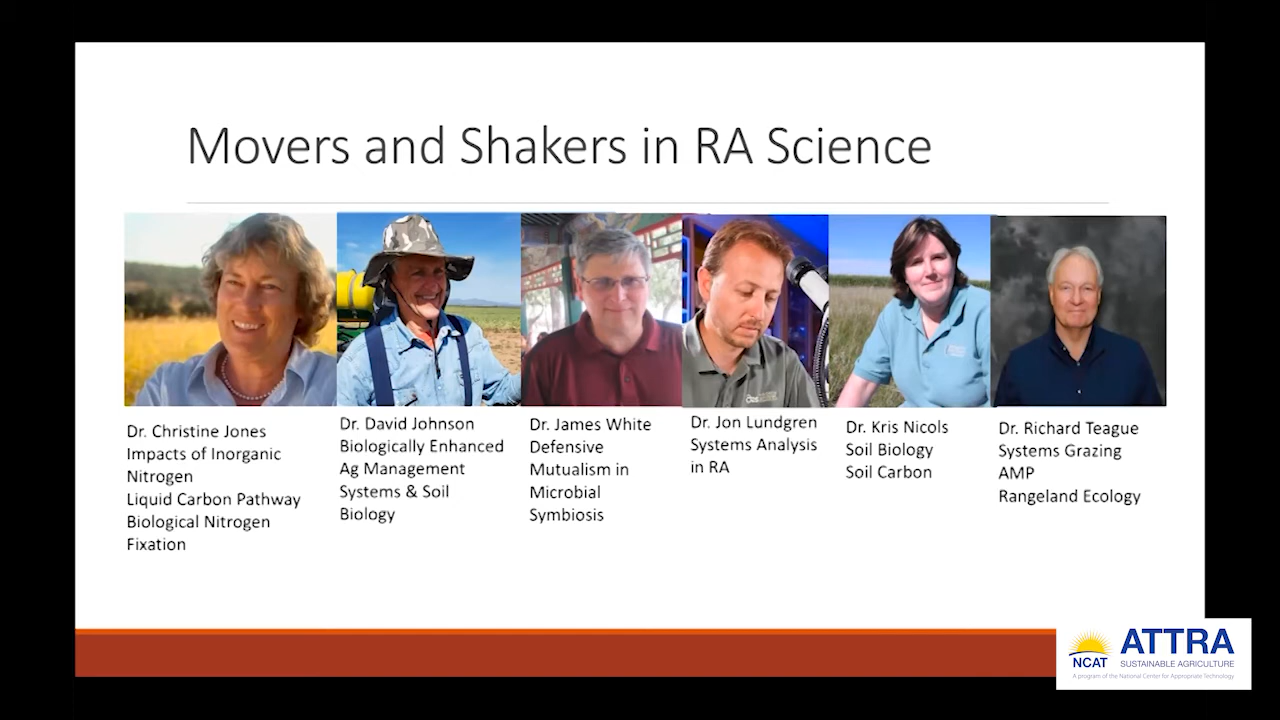 Movers and Shakers in RA Science
Dr. Christine Jones
Impacts of Inorganic
Nitrogen
Liquid Carbon Pathway
Biological Nitrogen
Fixation
Dr. David Johnson
Biologically Enhanced
Ag Management
Systems & Soil
Biology
Dr. James White
Defensive
Mutualism in
Microbial
Symbiosis
Dr. Jon Lundgren
Systems Analysis
in RA
Dr. Kris Nicols
Soil Biology
Soil Carbon
Dr. Richard Teague
Systems Grazing
AMP
Rangeland Ecology
NCAT
ATTRA
SUSTAINABLE AGRICULTURE
A program of the National Center for Appropriate Technology